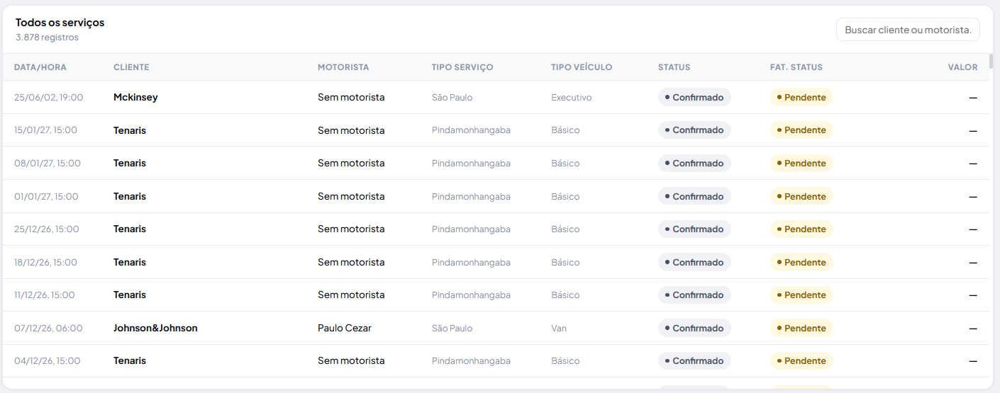 Todos os serviços
3.878 registros
Buscar cliente ou motorista.
DATA/HORA CLIENTE MOTORISTA TIPO SERVIÇO TIPO VEÍCULO STATUS FAT. STATUS VALOR
25/06/02, 19:00 Mckinsey Sem motorista São Paulo Executivo Confirmado Pendente —
15/01/27, 15:00 Tenaris Sem motorista Pindamonhangaba Básico Confirmado Pendente —
08/01/27, 15:00 Tenaris Sem motorista Pindamonhangaba Básico Confirmado Pendente —
01/01/27, 15:00 Tenaris Sem motorista Pindamonhangaba Básico Confirmado Pendente —
25/12/26, 15:00 Tenaris Sem motorista Pindamonhangaba Básico Confirmado Pendente —
18/12/26, 15:00 Tenaris Sem motorista Pindamonhangaba Básico Confirmado Pendente —
11/12/26, 15:00 Tenaris Sem motorista Pindamonhangaba Básico Confirmado Pendente —
07/12/26, 06:00 Johnson&Johnson Paulo Cezar São Paulo Van Confirmado Pendente —
04/12/26, 15:00 Tenaris Sem motorista Pindamonhangaba Básico Confirmado Pendente —